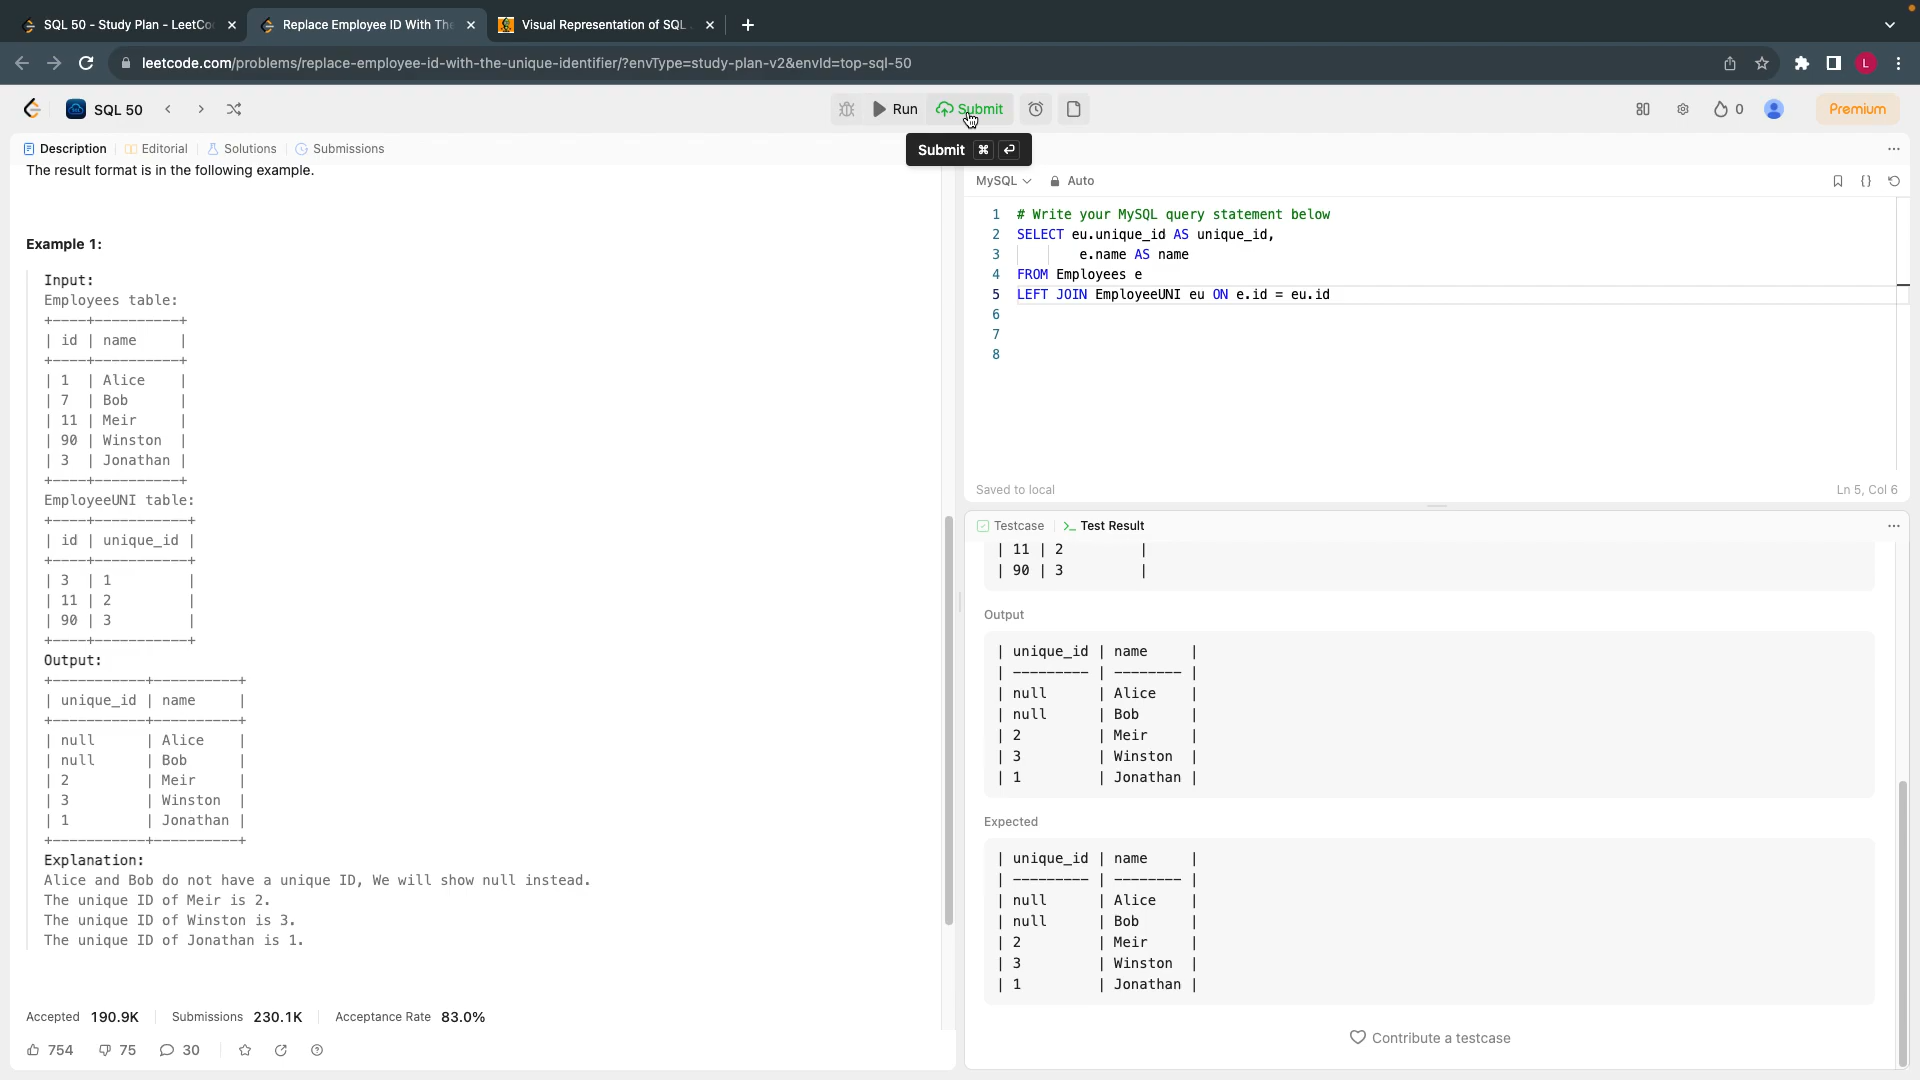 SQL 50 - Study Plan - LeetCo
Replace Employee ID With The
Visual Representation of SQL
leetcode.com/problems/replace-employee-id-with-the-unique-identifier/?envType=study-plan-v2&envId=top-sql-50
L
SQL 50
Run
Submit
0
Premium
Description
Editorial
Solutions
Submissions
Submit ⌘ ↵
The result format is in the following example.
Example 1:
Input:
Employees table:
+----+----------+
| id | name     |
+----+----------+
| 1  | Alice    |
| 7  | Bob      |
| 11 | Meir     |
| 90 | Winston  |
| 3  | Jonathan |
+----+----------+
EmployeeUNI table:
+----+-----------+
| id | unique_id |
+----+-----------+
| 3  | 1         |
| 11 | 2         |
| 90 | 3         |
+----+-----------+
Output:
+-----------+----------+
| unique_id | name     |
+-----------+----------+
| null      | Alice    |
| null      | Bob      |
| 2         | Meir     |
| 3         | Winston  |
| 1         | Jonathan |
+-----------+----------+
Explanation:
Alice and Bob do not have a unique ID, We will show null instead.
The unique ID of Meir is 2.
The unique ID of Winston is 3.
The unique ID of Jonathan is 1.
Accepted 190.9K
Submissions 230.1K
Acceptance Rate 83.0%
754
75
30
MySQL
Auto
1 # Write your MySQL query statement below
2 SELECT eu.unique_id AS unique_id,
3         e.name AS name
4 FROM Employees e
5 LEFT JOIN EmployeeUNI eu ON e.id = eu.id
6
7
8
Saved to local
Ln 5, Col 6
Testcase
>_ Test Result
| 11 | 2         |
| 90 | 3         |
Output
| unique_id | name     |
| --------- | -------- |
| null      | Alice    |
| null      | Bob      |
| 2         | Meir     |
| 3         | Winston  |
| 1         | Jonathan |
Expected
| unique_id | name     |
| --------- | -------- |
| null      | Alice    |
| null      | Bob      |
| 2         | Meir     |
| 3         | Winston  |
| 1         | Jonathan |
Contribute a testcase